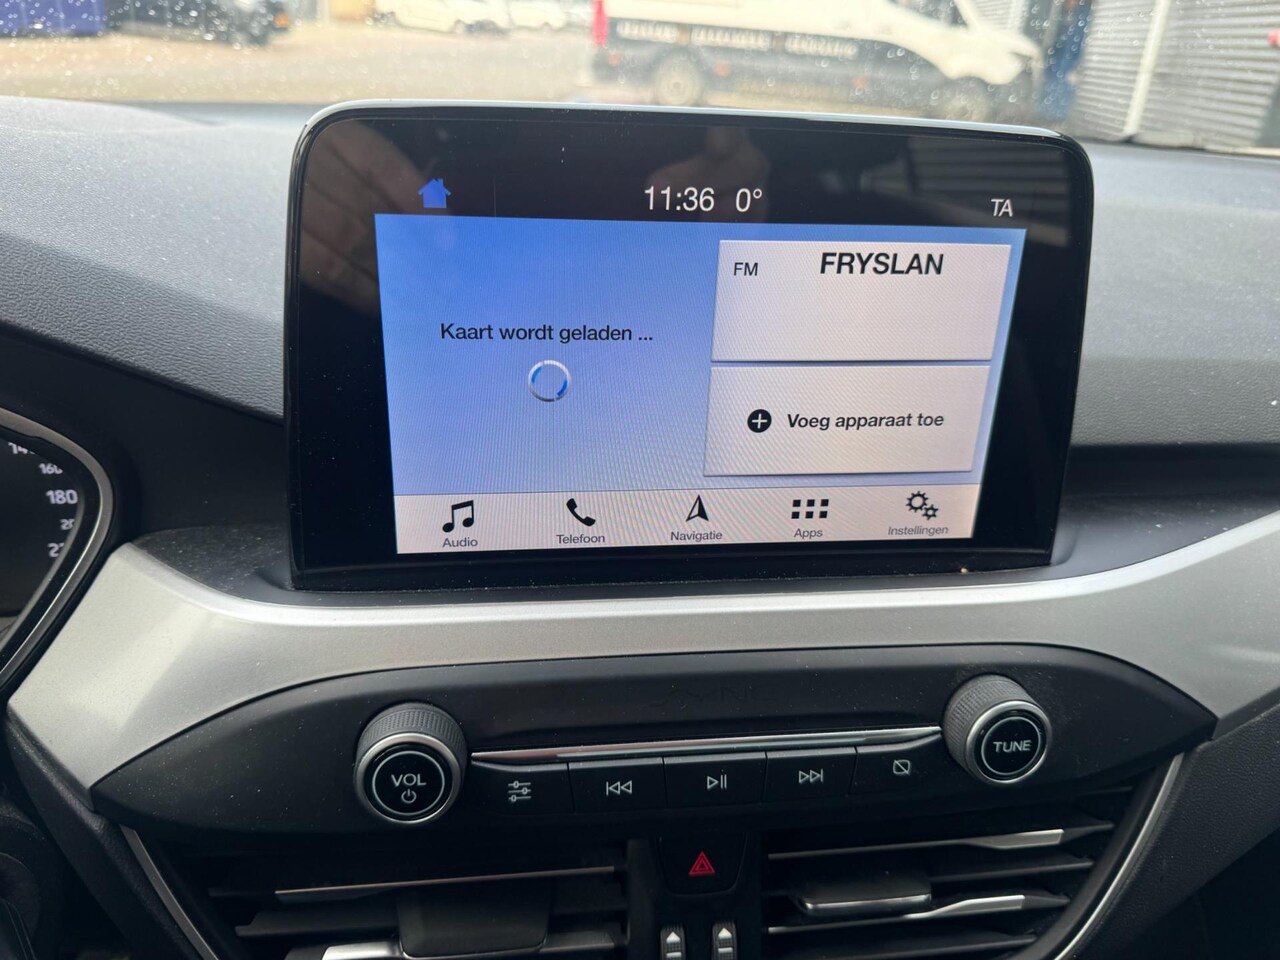 11:36 0°
TA
FM FRYSLAN
Kaart wordt geladen ...
Voeg apparaat toe
Audio Telefoon Navigatie Apps Instellingen
160
180
VOL
TUNE